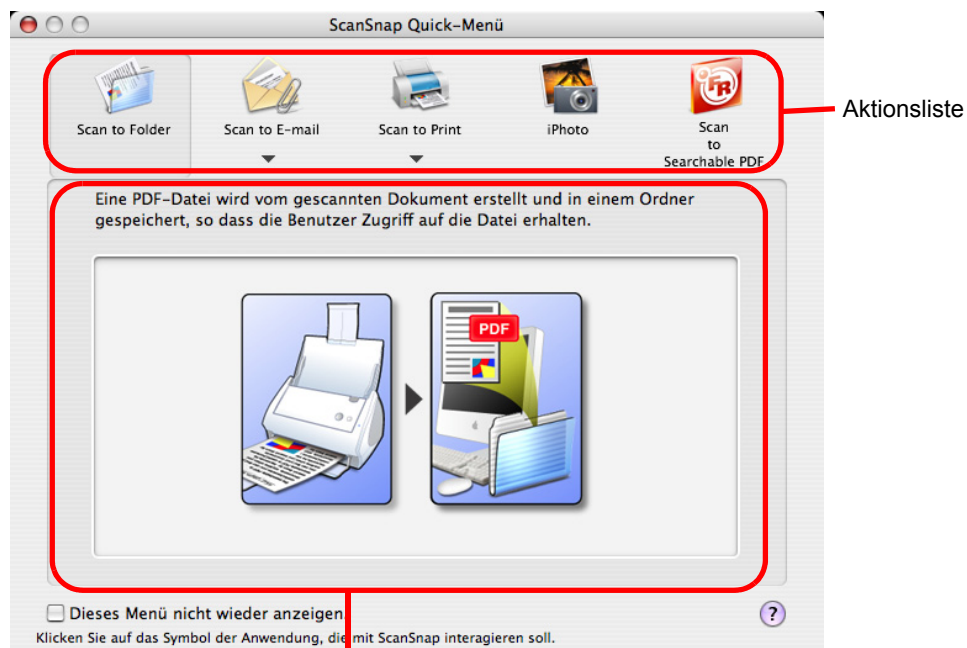 ScanSnap Quick-Menü
Scan to Folder
Scan to E-mail
Scan to Print
iPhoto
Scan
to
Searchable PDF
Aktionsliste
Eine PDF-Datei wird vom gescannten Dokument erstellt und in einem Ordner
gespeichert, so dass die Benutzer Zugriff auf die Datei erhalten.
PDF
Dieses Menü nicht wieder anzeigen
?
Klicken Sie auf das Symbol der Anwendung, die mit ScanSnap interagieren soll.